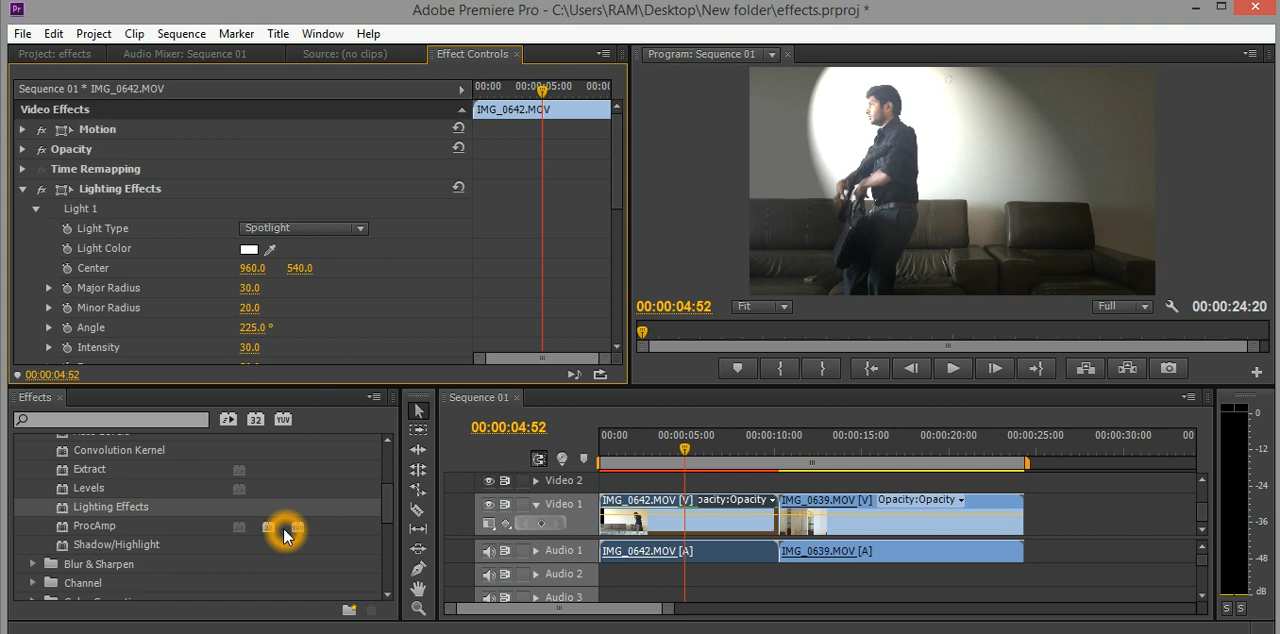 Pr
Adobe Premiere Pro - C:\Users\RAM\Desktop\New folder\effects.prproj *
File Edit Project Clip Sequence Marker Title Window Help
Project: effects
Audio Mixer: Sequence 01
Source: (no clips)
Effect Controls ×
Program: Sequence 01
Sequence 01 * IMG_0642.MOV
00:00 00:00:05:00
Video Effects
IMG_0642.MOV
fx Motion
fx Opacity
Time Remapping
fx Lighting Effects
Light 1
Light Type Spotlight
Light Color
Center 960.0 540.0
Major Radius 30.0
Minor Radius 20.0
Angle 225.0 °
Intensity 30.0
00:00:04:52
00:00:04:52 Fit Full 00:00:24:20
Effects ×
32 YUV
Convolution Kernel
Extract
Levels
Lighting Effects
ProcAmp
Shadow/Highlight
Blur & Sharpen
Channel
Sequence 01 ×
00:00:04:52
00:00 00:00:05:00 00:00:10:00 00:00:15:00 00:00:20:00 00:00:25:00 00:00:30:00 00
Video 2
Video 1
IMG_0642.MOV [V] pacity:Opacity
IMG_0639.MOV [V] Opacity:Opacity
Audio 1
IMG_0642.MOV [A]
IMG_0639.MOV [A]
Audio 2
Audio 3
0
-12
-24
-36
-48
dB
S S